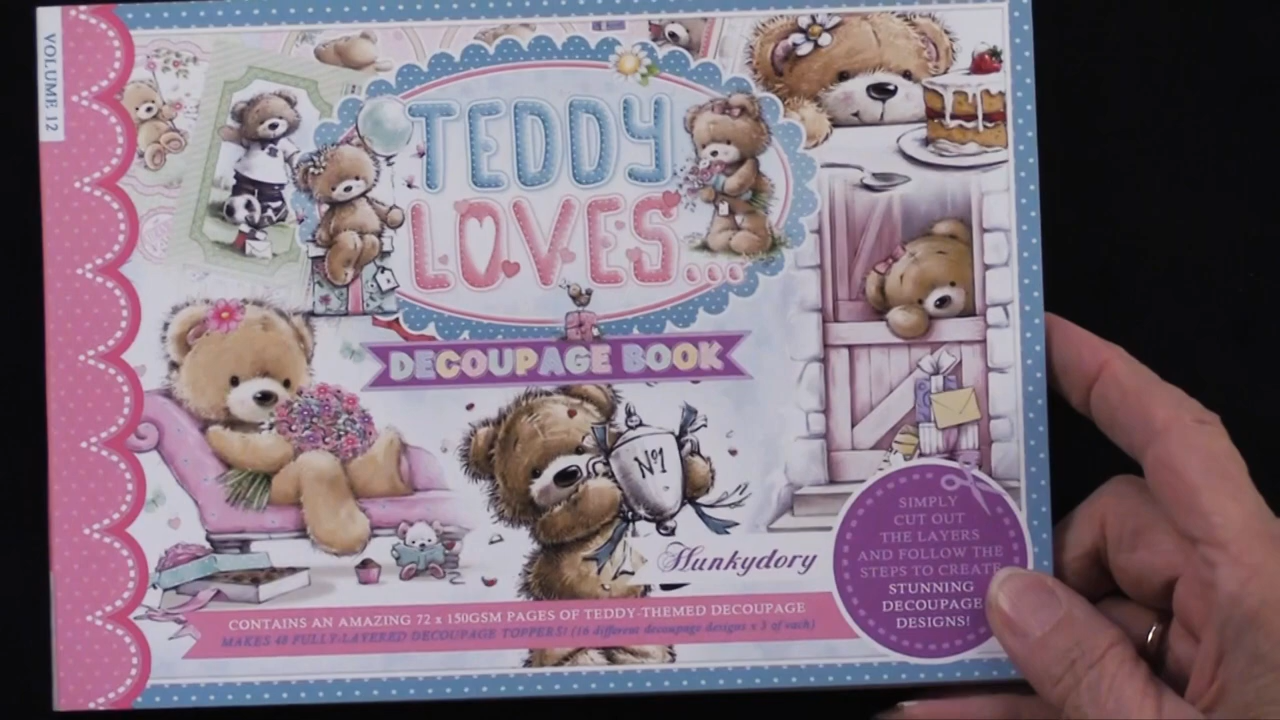 VOLUME 12
TEDDY
LOVES...
DECOUPAGE BOOK
Nº1
Hunkydory
SIMPLY
CUT OUT
THE LAYERS
AND FOLLOW THE
STEPS TO CREATE
STUNNING
DECOUPAGE
DESIGNS!
CONTAINS AN AMAZING 72 x 150GSM PAGES OF TEDDY-THEMED DECOUPAGE
MAKES 48 FULLY-LAYERED DECOUPAGE TOPPERS! (16 different decoupage designs x 3 of each)